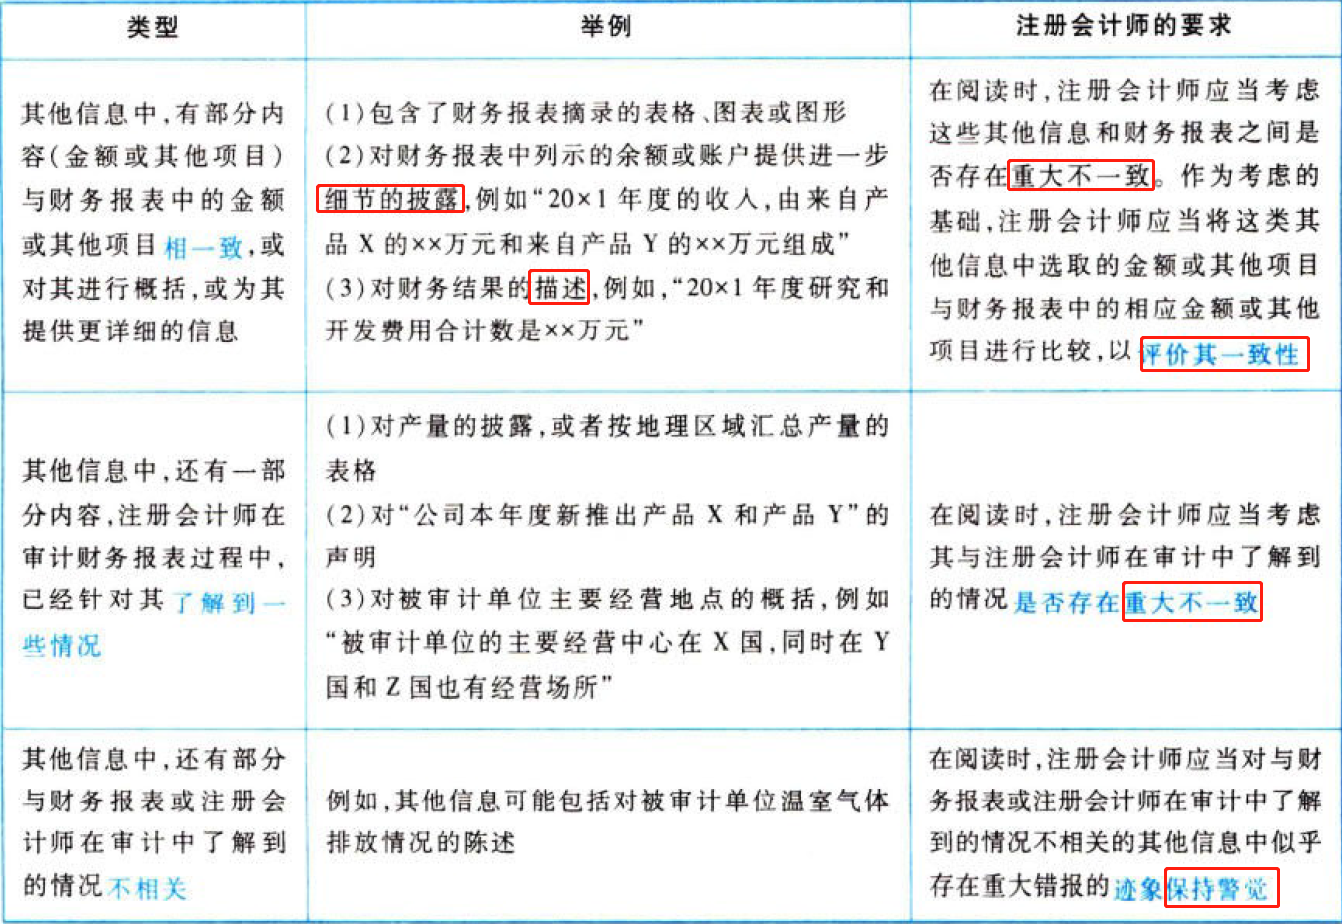 类型
举例
注册会计师的要求
其他信息中,有部分内
容(金额或其他项目)
与财务报表中的金额
或其他项目相一致,或
对其进行概括,或为其
提供更详细的信息
(1)包含了财务报表摘录的表格、图表或图形
(2)对财务报表中列示的余额或账户提供进一步
细节的披露,例如“20×1年度的收人,由来自产
品X的××万元和来自产品Y的××万元组成”
(3)对财务结果的描述,例如,“20×1年度研究和
开发费用合计数是××万元”
在阅读时,注册会计师应当考虑
这些其他信息和财务报表之间是
否存在重大不一致。作为考虑的
基础,注册会计师应当将这类其
他信息中选取的金额或其他项目
与财务报表中的相应金额或其他
项目进行比较,以评价其一致性
其他信息中,还有一部
分内容,注册会计师在
审计财务报表过程中,
已经针对其了解到一
些情况
(1)对产量的披露,或者按地理区域汇总产量的
表格
(2)对“公司本年度新推出产品X和产品Y”的
声明
(3)对被审计单位主要经营地点的概括,例如
“被审计单位的主要经营中心在X国,同时在Y
国和Z国也有经营场所”
在阅读时,注册会计师应当考虑
其与注册会计师在审计中了解到
的情况是否存在重大不一致
其他信息中,还有部分
与财务报表或注册会
计师在审计中了解到
的情况不相关
例如,其他信息可能包括对被审计单位温室气体
排放情况的陈述
在阅读时,注册会计师应当对与财
务报表或注册会计师在审计中了解
到的情况不相关的其他信息中似乎
存在重大错报的迹象保持警觉